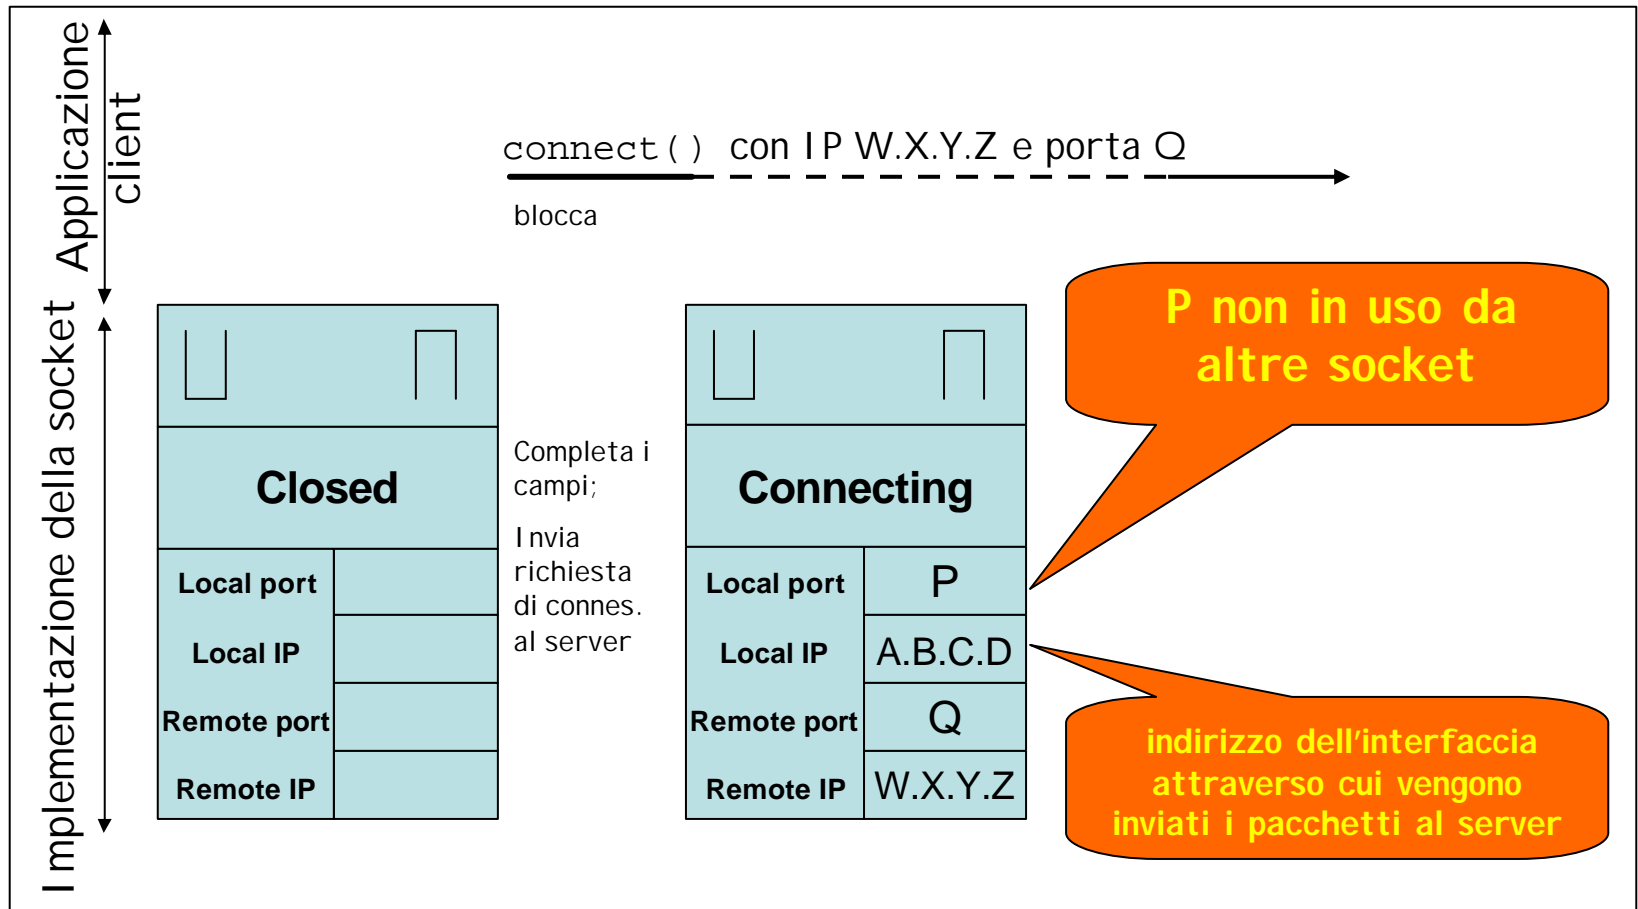 Applicazione
client
connect() con IP W.X.Y.Z e porta Q
blocca
Implementazione della socket
Closed
Local port
Local IP
Remote port
Remote IP
Completa i
campi;
Invia
richiesta
di connes.
al server
Connecting
Local port P
Local IP A.B.C.D
Remote port Q
Remote IP W.X.Y.Z
P non in uso da
altre socket
indirizzo dell'interfaccia
attraverso cui vengono
inviati i pacchetti al server